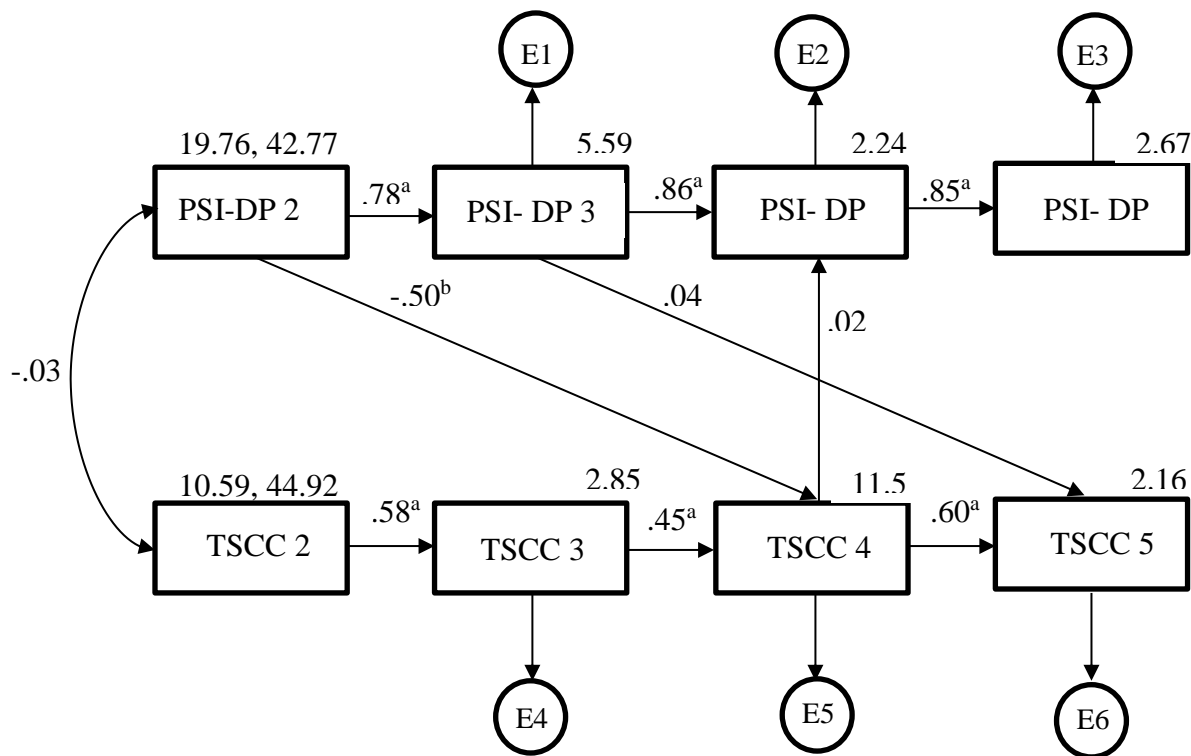 E1
E2
E3
19.76, 42.77
5.59
2.24
2.67
PSI-DP 2
.78ᵃ
PSI- DP 3
.86ᵃ
PSI- DP
.85ᵃ
PSI- DP
-.50ᵇ
.04
.02
-.03
10.59, 44.92
2.85
11.5
2.16
TSCC 2
.58ᵃ
TSCC 3
.45ᵃ
TSCC 4
.60ᵃ
TSCC 5
E4
E5
E6